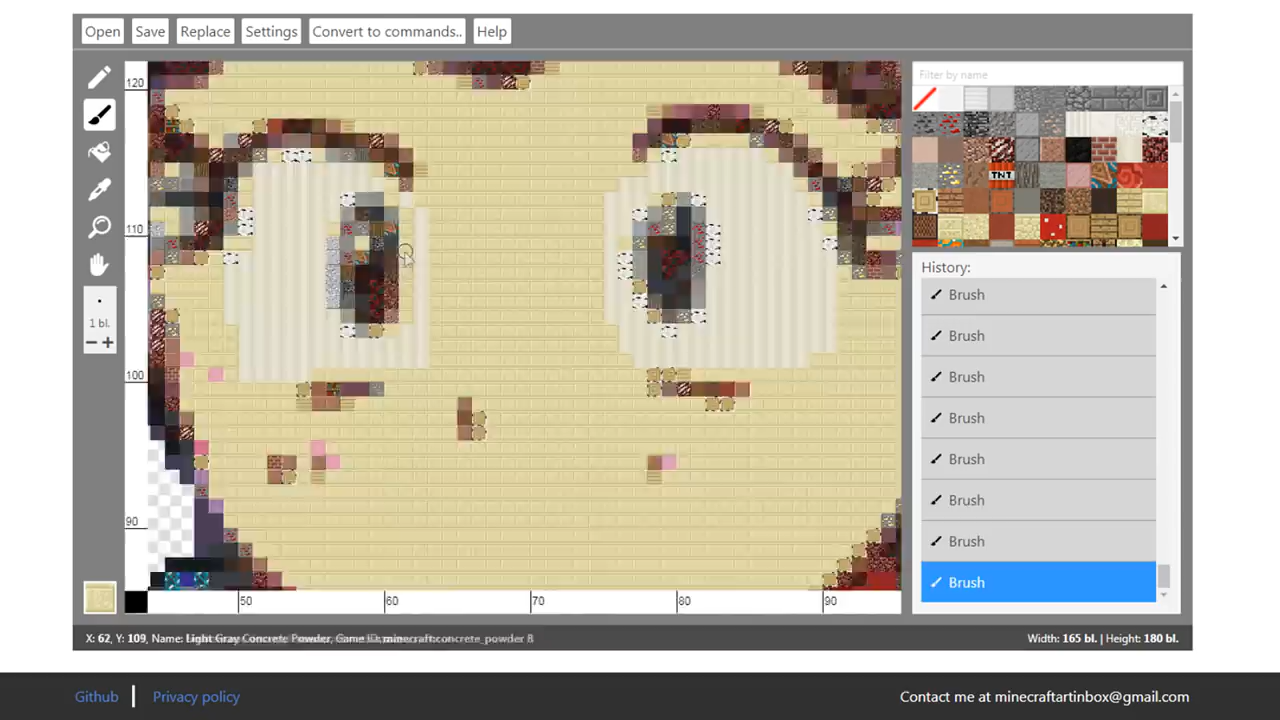 Open Save Replace Settings Convert to commands.. Help
Filter by name
120
110
100
90
TNT
1 bl.
History:
Brush
Brush
Brush
Brush
Brush
Brush
Brush
Brush
50 60 70 80 90
X: 62, Y: 109, Name: Light Gray Concrete Powder, Game ID: minecraft:concrete_powder 8
Width: 165 bl. | Height: 180 bl.
Github | Privacy policy
Contact me at minecraftartinbox@gmail.com